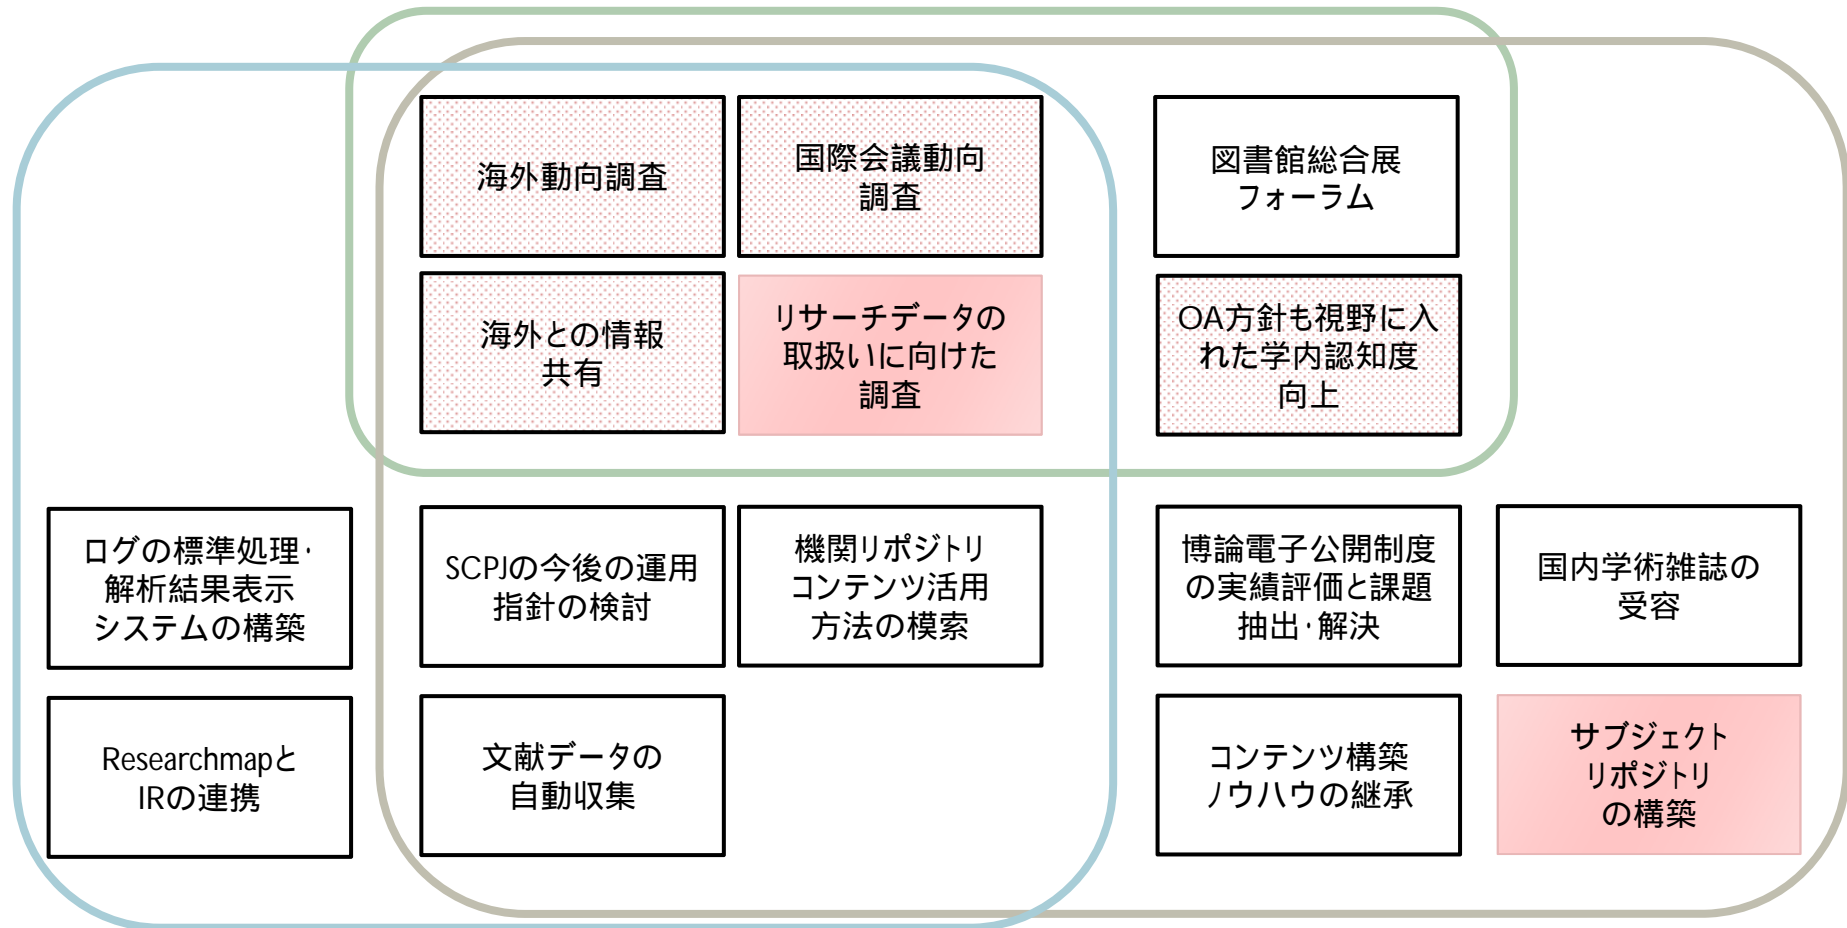 海外動向調査
国際会議動向
調査
図書館総合展
フォーラム
海外との情報
共有
リサーチデータの
取扱いに向けた
調査
OA方針も視野に入
れた学内認知度
向上
ログの標準処理・
解析結果表示
システムの構築
SCPJの今後の運用
指針の検討
機関リポジトリ
コンテンツ活用
方法の模索
博論電子公開制度
の実績評価と課題
抽出・解決
国内学術雑誌の
受容
Researchmapと
IRの連携
文献データの
自動収集
コンテンツ構築
ノウハウの継承
サブジェクト
リポジトリ
の構築